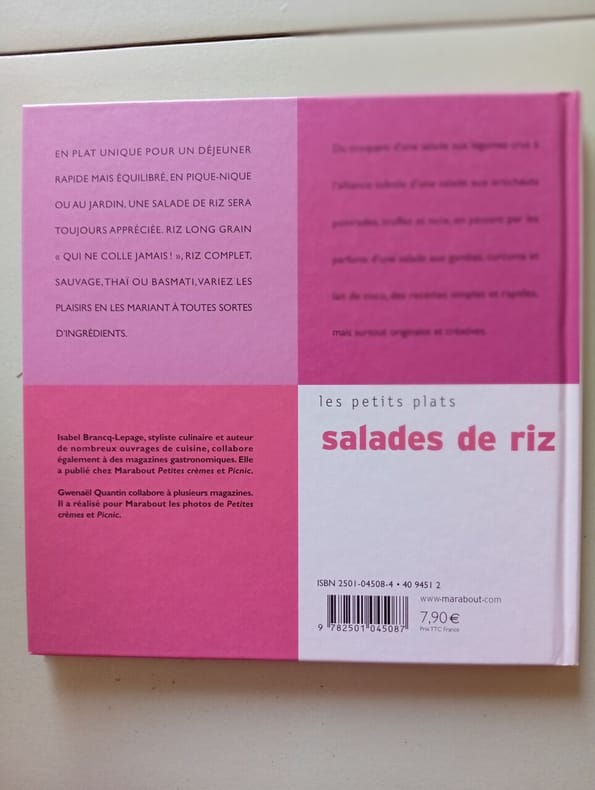 EN PLAT UNIQUE POUR UN DÉJEUNER
RAPIDE MAIS ÉQUILIBRÉ, EN PIQUE-NIQUE
OU AU JARDIN, UNE SALADE DE RIZ SERA
TOUJOURS APPRÉCIÉE. RIZ LONG GRAIN
« QUI NE COLLE JAMAIS ! », RIZ COMPLET,
SAUVAGE, THAÏ OU BASMATI, VARIEZ LES
PLAISIRS EN LES MARIANT À TOUTES SORTES
D'INGRÉDIENTS.
Du croquant d'une salade aux légumes crus à
l'alliance subtile d'une salade aux artichauts
truffes et noix, en passant par les
parfums d'une salade aux gambas, curcuma et
lait de coco, des recettes simples et rapides,
mais surtout originales et créatives.
Isabel Brancq-Lepage, styliste culinaire et auteur
de nombreux ouvrages de cuisine, collabore
également à des magazines gastronomiques. Elle
a publié chez Marabout Petites crèmes et Picnic.
Gwenaël Quantin collabore à plusieurs magazines.
Il a réalisé pour Marabout les photos de Petites
crèmes et Picnic.
les petits plats
salades de riz
ISBN 2501-04508-4 • 40 9451 2
www•marabout•com
7,90 €
Prix TTC France
9 782501 045087